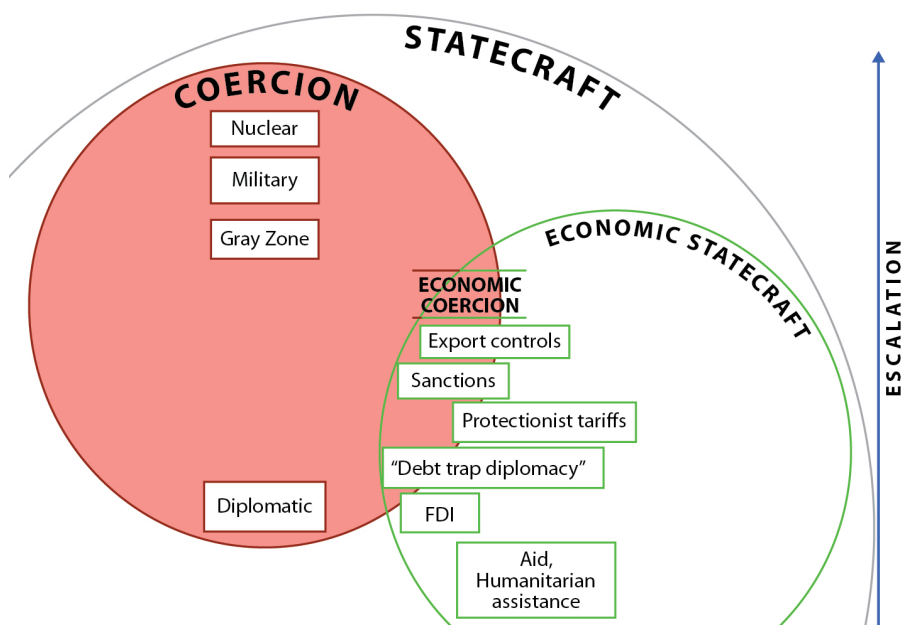 STATECRAFT
COERCION
Nuclear
Military
Gray Zone
ECONOMIC STATECRAFT
ECONOMIC
COERCION
Export controls
Sanctions
Protectionist tariffs
“Debt trap diplomacy”
Diplomatic
FDI
Aid,
Humanitarian
assistance
ESCALATION